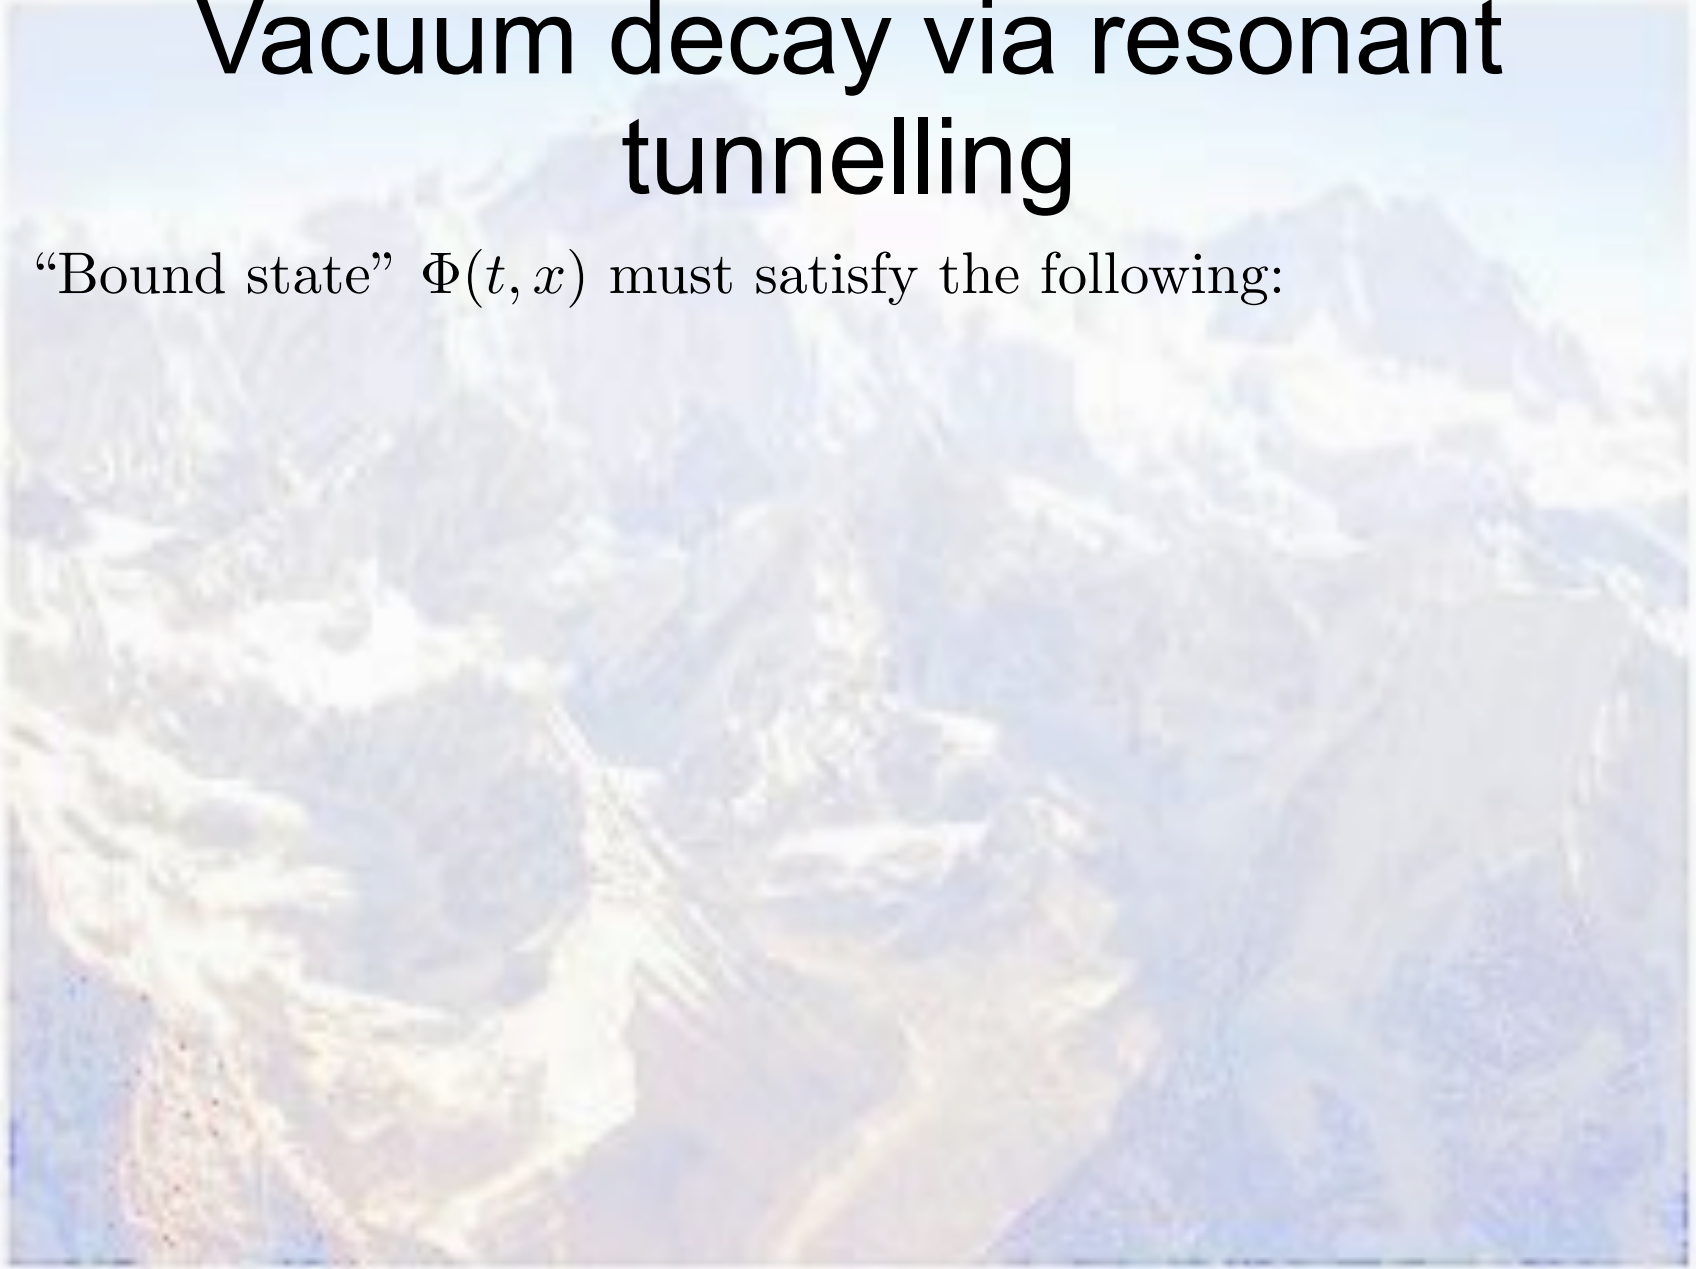 Vacuum decay via resonant
tunnelling
“Bound state” Φ(t, x) must satisfy the following: